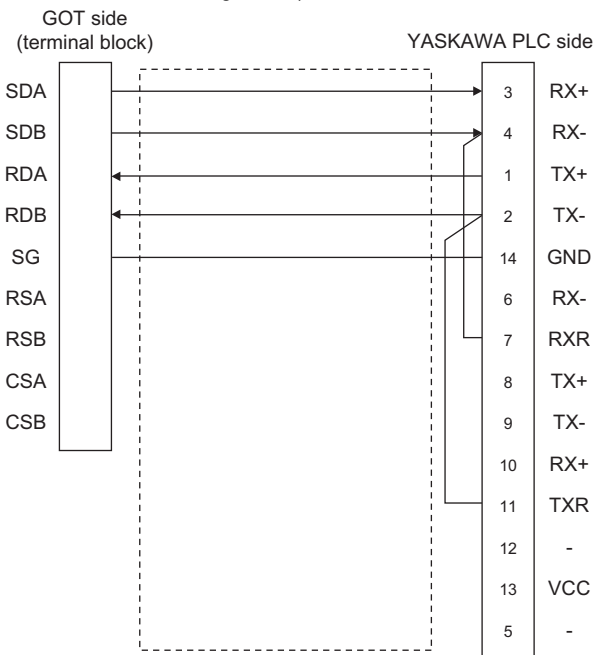 GOT side
(terminal block)
YASKAWA PLC side
SDA 3 RX+
SDB 4 RX-
RDA 1 TX+
RDB 2 TX-
SG 14 GND
RSA 6 RX-
RSB 7 RXR
CSA 8 TX+
CSB 9 TX-
10 RX+
11 TXR
12 -
13 VCC
5 -